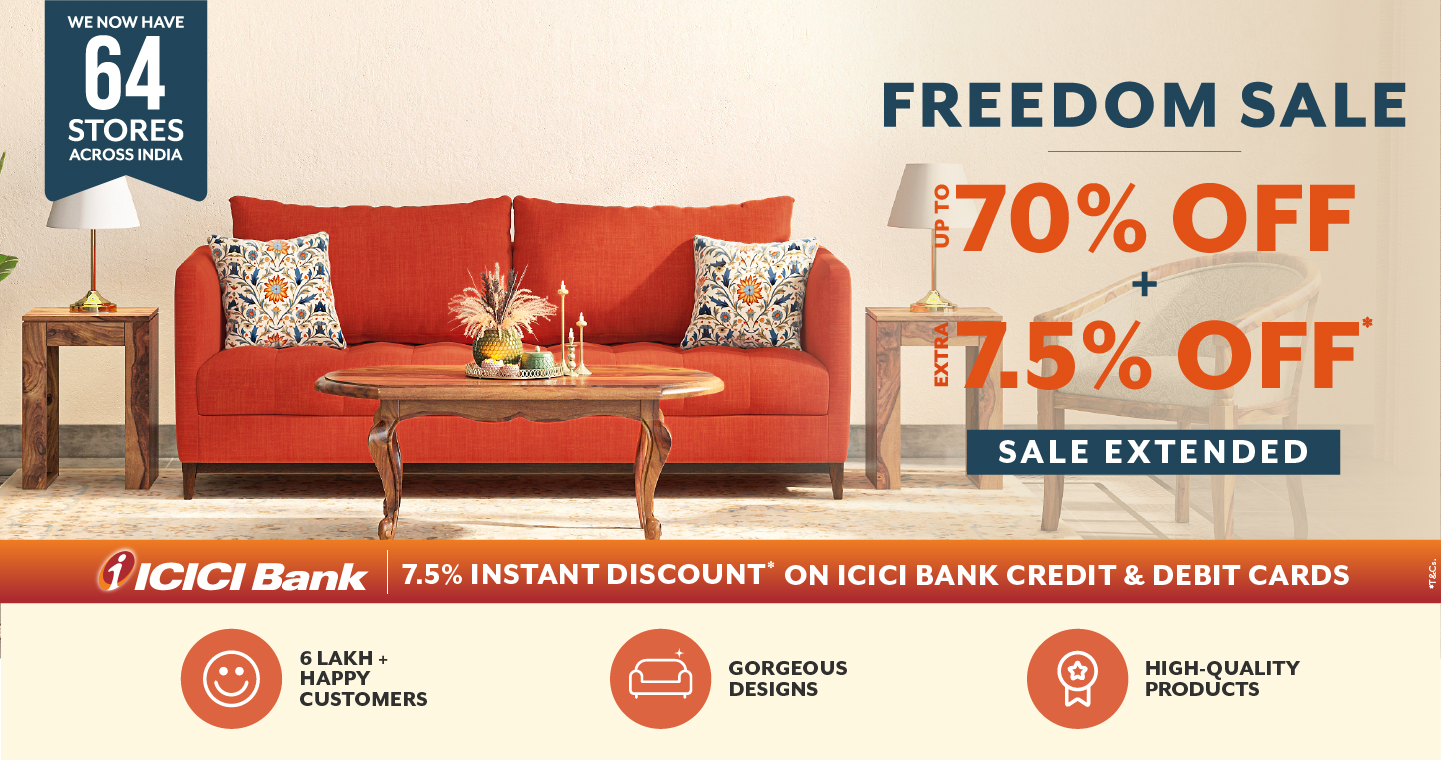 WE NOW HAVE
64
STORES
ACROSS INDIA
FREEDOM SALE
UP TO 70% OFF
+
EXTRA 7.5% OFF*
SALE EXTENDED
ICICI Bank
7.5% INSTANT DISCOUNT* ON ICICI BANK CREDIT & DEBIT CARDS
*T&Cs.
6 LAKH +
HAPPY
CUSTOMERS
GORGEOUS
DESIGNS
HIGH-QUALITY
PRODUCTS